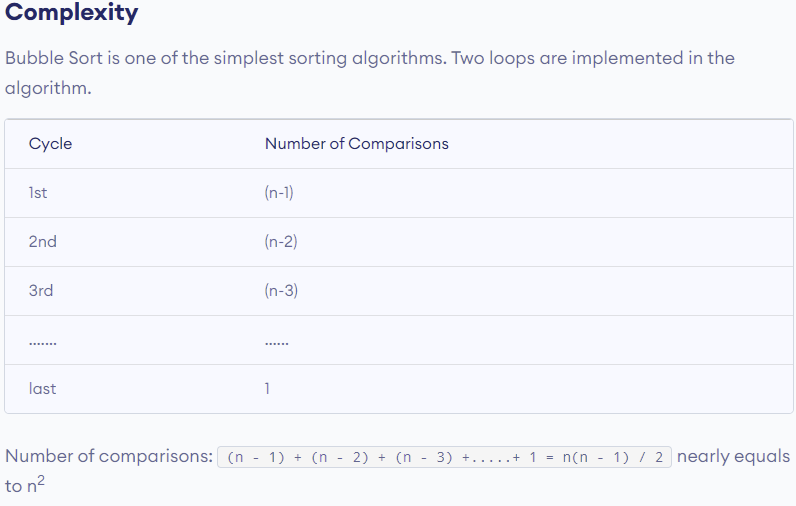 Complexity
Bubble Sort is one of the simplest sorting algorithms. Two loops are implemented in the
algorithm.
Cycle Number of Comparisons
1st (n-1)
2nd (n-2)
3rd (n-3)
....... ......
last 1
Number of comparisons: (n - 1) + (n - 2) + (n - 3) +.....+ 1 = n(n - 1) / 2 nearly equals
to n²